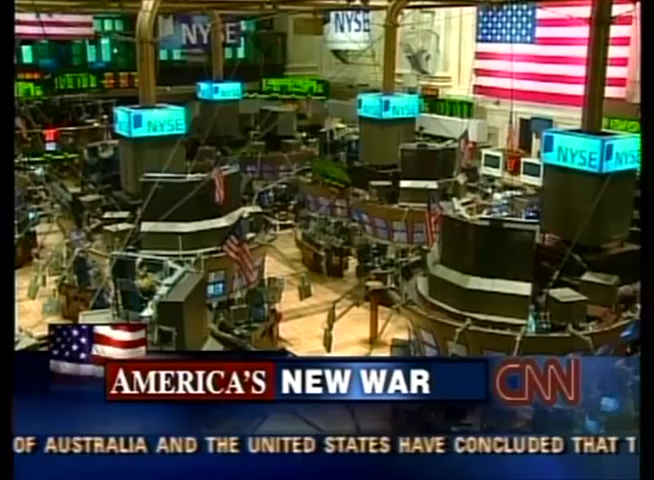 NYSE
NYSE
NYSE
NYSE
NYSE
NYSE
NYSE
AMERICA'S NEW WAR
CNN
OF AUSTRALIA AND THE UNITED STATES HAVE CONCLUDED THAT T